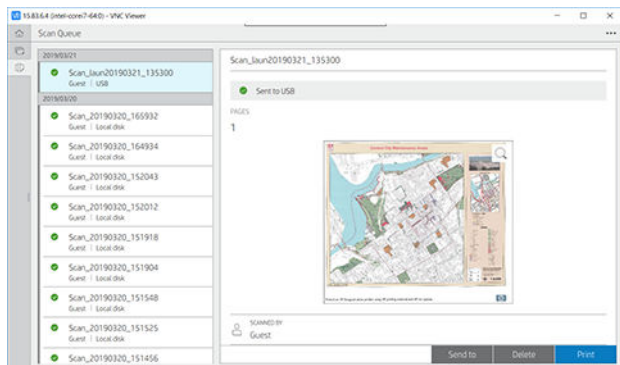 15.83.6.4 (intel-corei7-64:0) - VNC Viewer
Scan Queue
2019/03/21
Scan_laun20190321_135300
Guest | USB
2019/03/20
Scan_20190320_165932
Guest | Local disk
Scan_20190320_164934
Guest | Local disk
Scan_20190320_152043
Guest | Local disk
Scan_20190320_152012
Guest | Local disk
Scan_20190320_151918
Guest | Local disk
Scan_20190320_151904
Guest | Local disk
Scan_20190320_151548
Guest | Local disk
Scan_20190320_151525
Guest | Local disk
Scan_20190320_151456
Scan_laun20190321_135300
Sent to USB
PAGES
1
SCANNED BY
Guest
Send to
Delete
Print